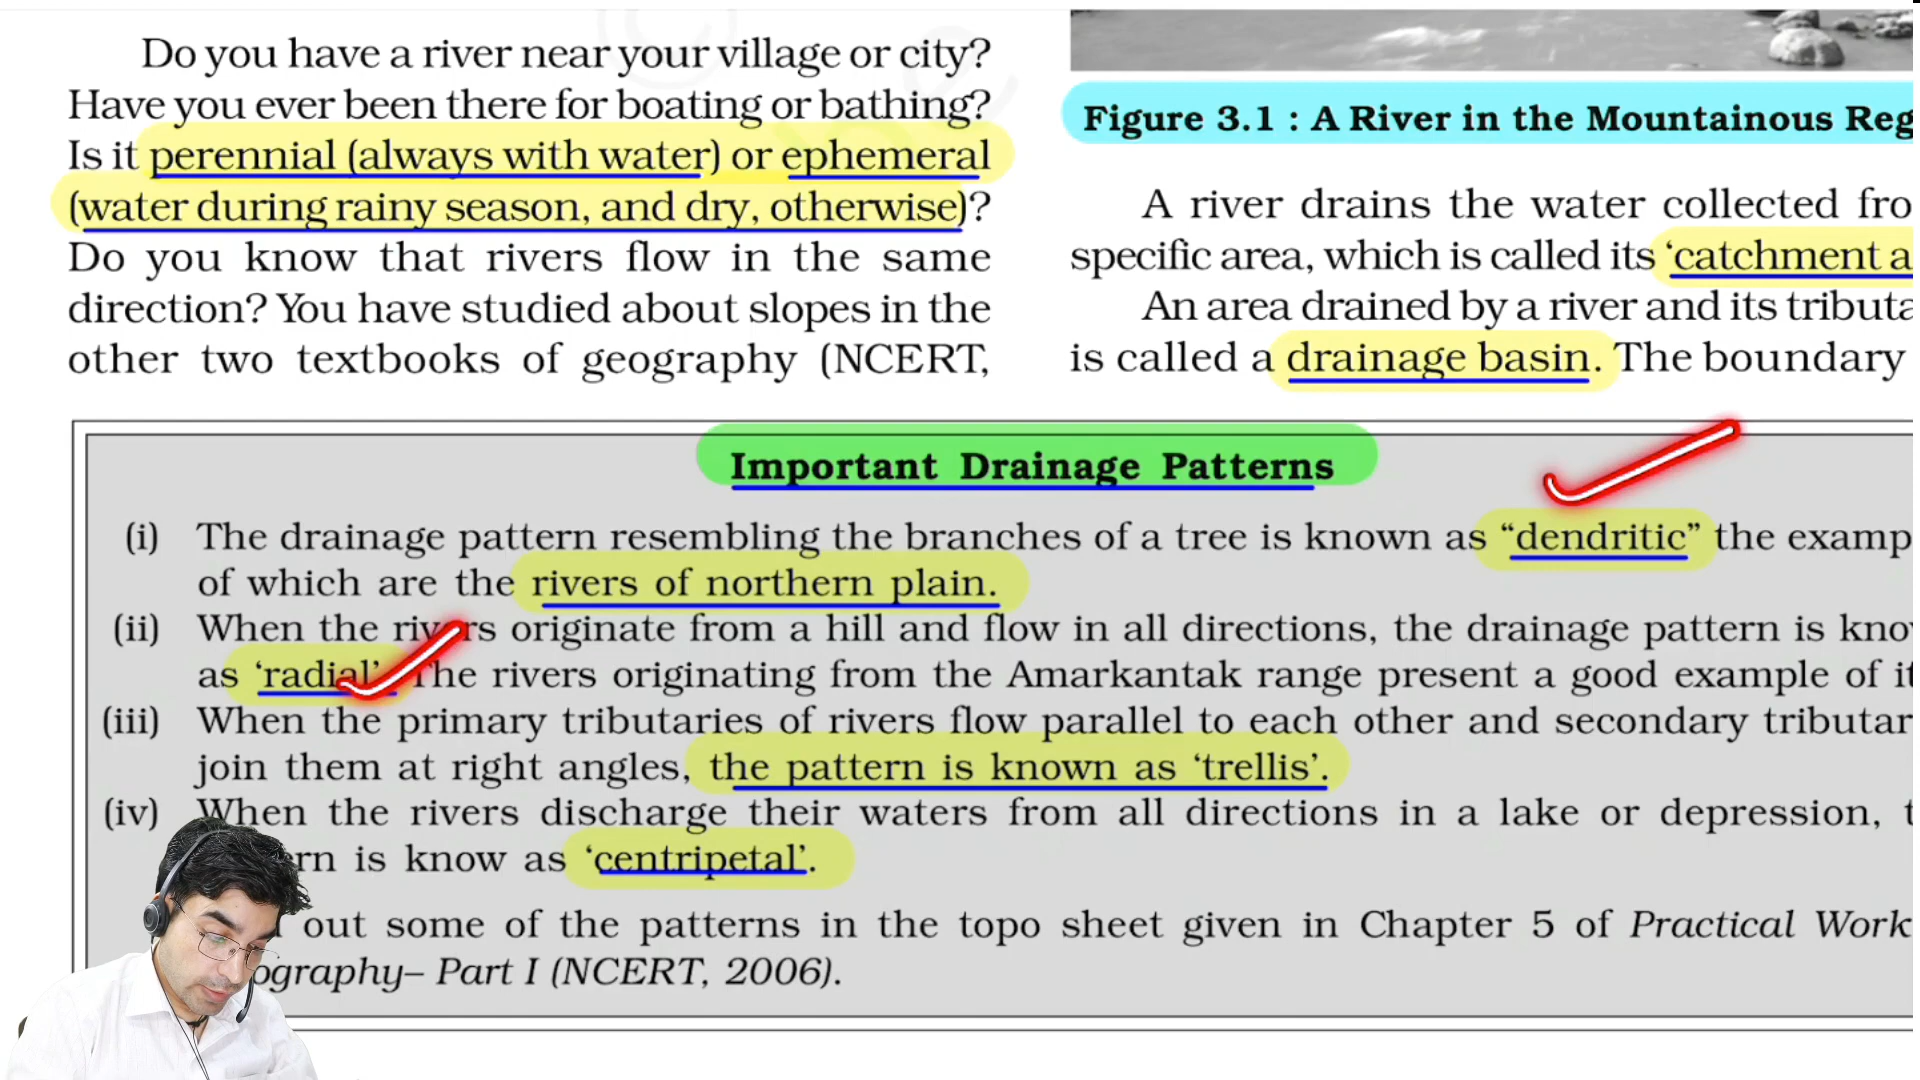 Do you have a river near your village or city?
Have you ever been there for boating or bathing?
Is it perennial (always with water) or ephemeral
(water during rainy season, and dry, otherwise)?
Do you know that rivers flow in the same
direction? You have studied about slopes in the
other two textbooks of geography (NCERT,
Figure 3.1 : A River in the Mountainous Reg
A river drains the water collected fro
specific area, which is called its ‘catchment a
An area drained by a river and its tributa
is called a drainage basin. The boundary
Important Drainage Patterns
(i) The drainage pattern resembling the branches of a tree is known as “dendritic” the examp
of which are the rivers of northern plain.
(ii) When the rivers originate from a hill and flow in all directions, the drainage pattern is kno
as ‘radial’. The rivers originating from the Amarkantak range present a good example of it
(iii) When the primary tributaries of rivers flow parallel to each other and secondary tributar
join them at right angles, the pattern is known as ‘trellis’.
(iv) When the rivers discharge their waters from all directions in a lake or depression, t
ern is know as ‘centripetal’.
out some of the patterns in the topo sheet given in Chapter 5 of Practical Work
ography– Part I (NCERT, 2006).